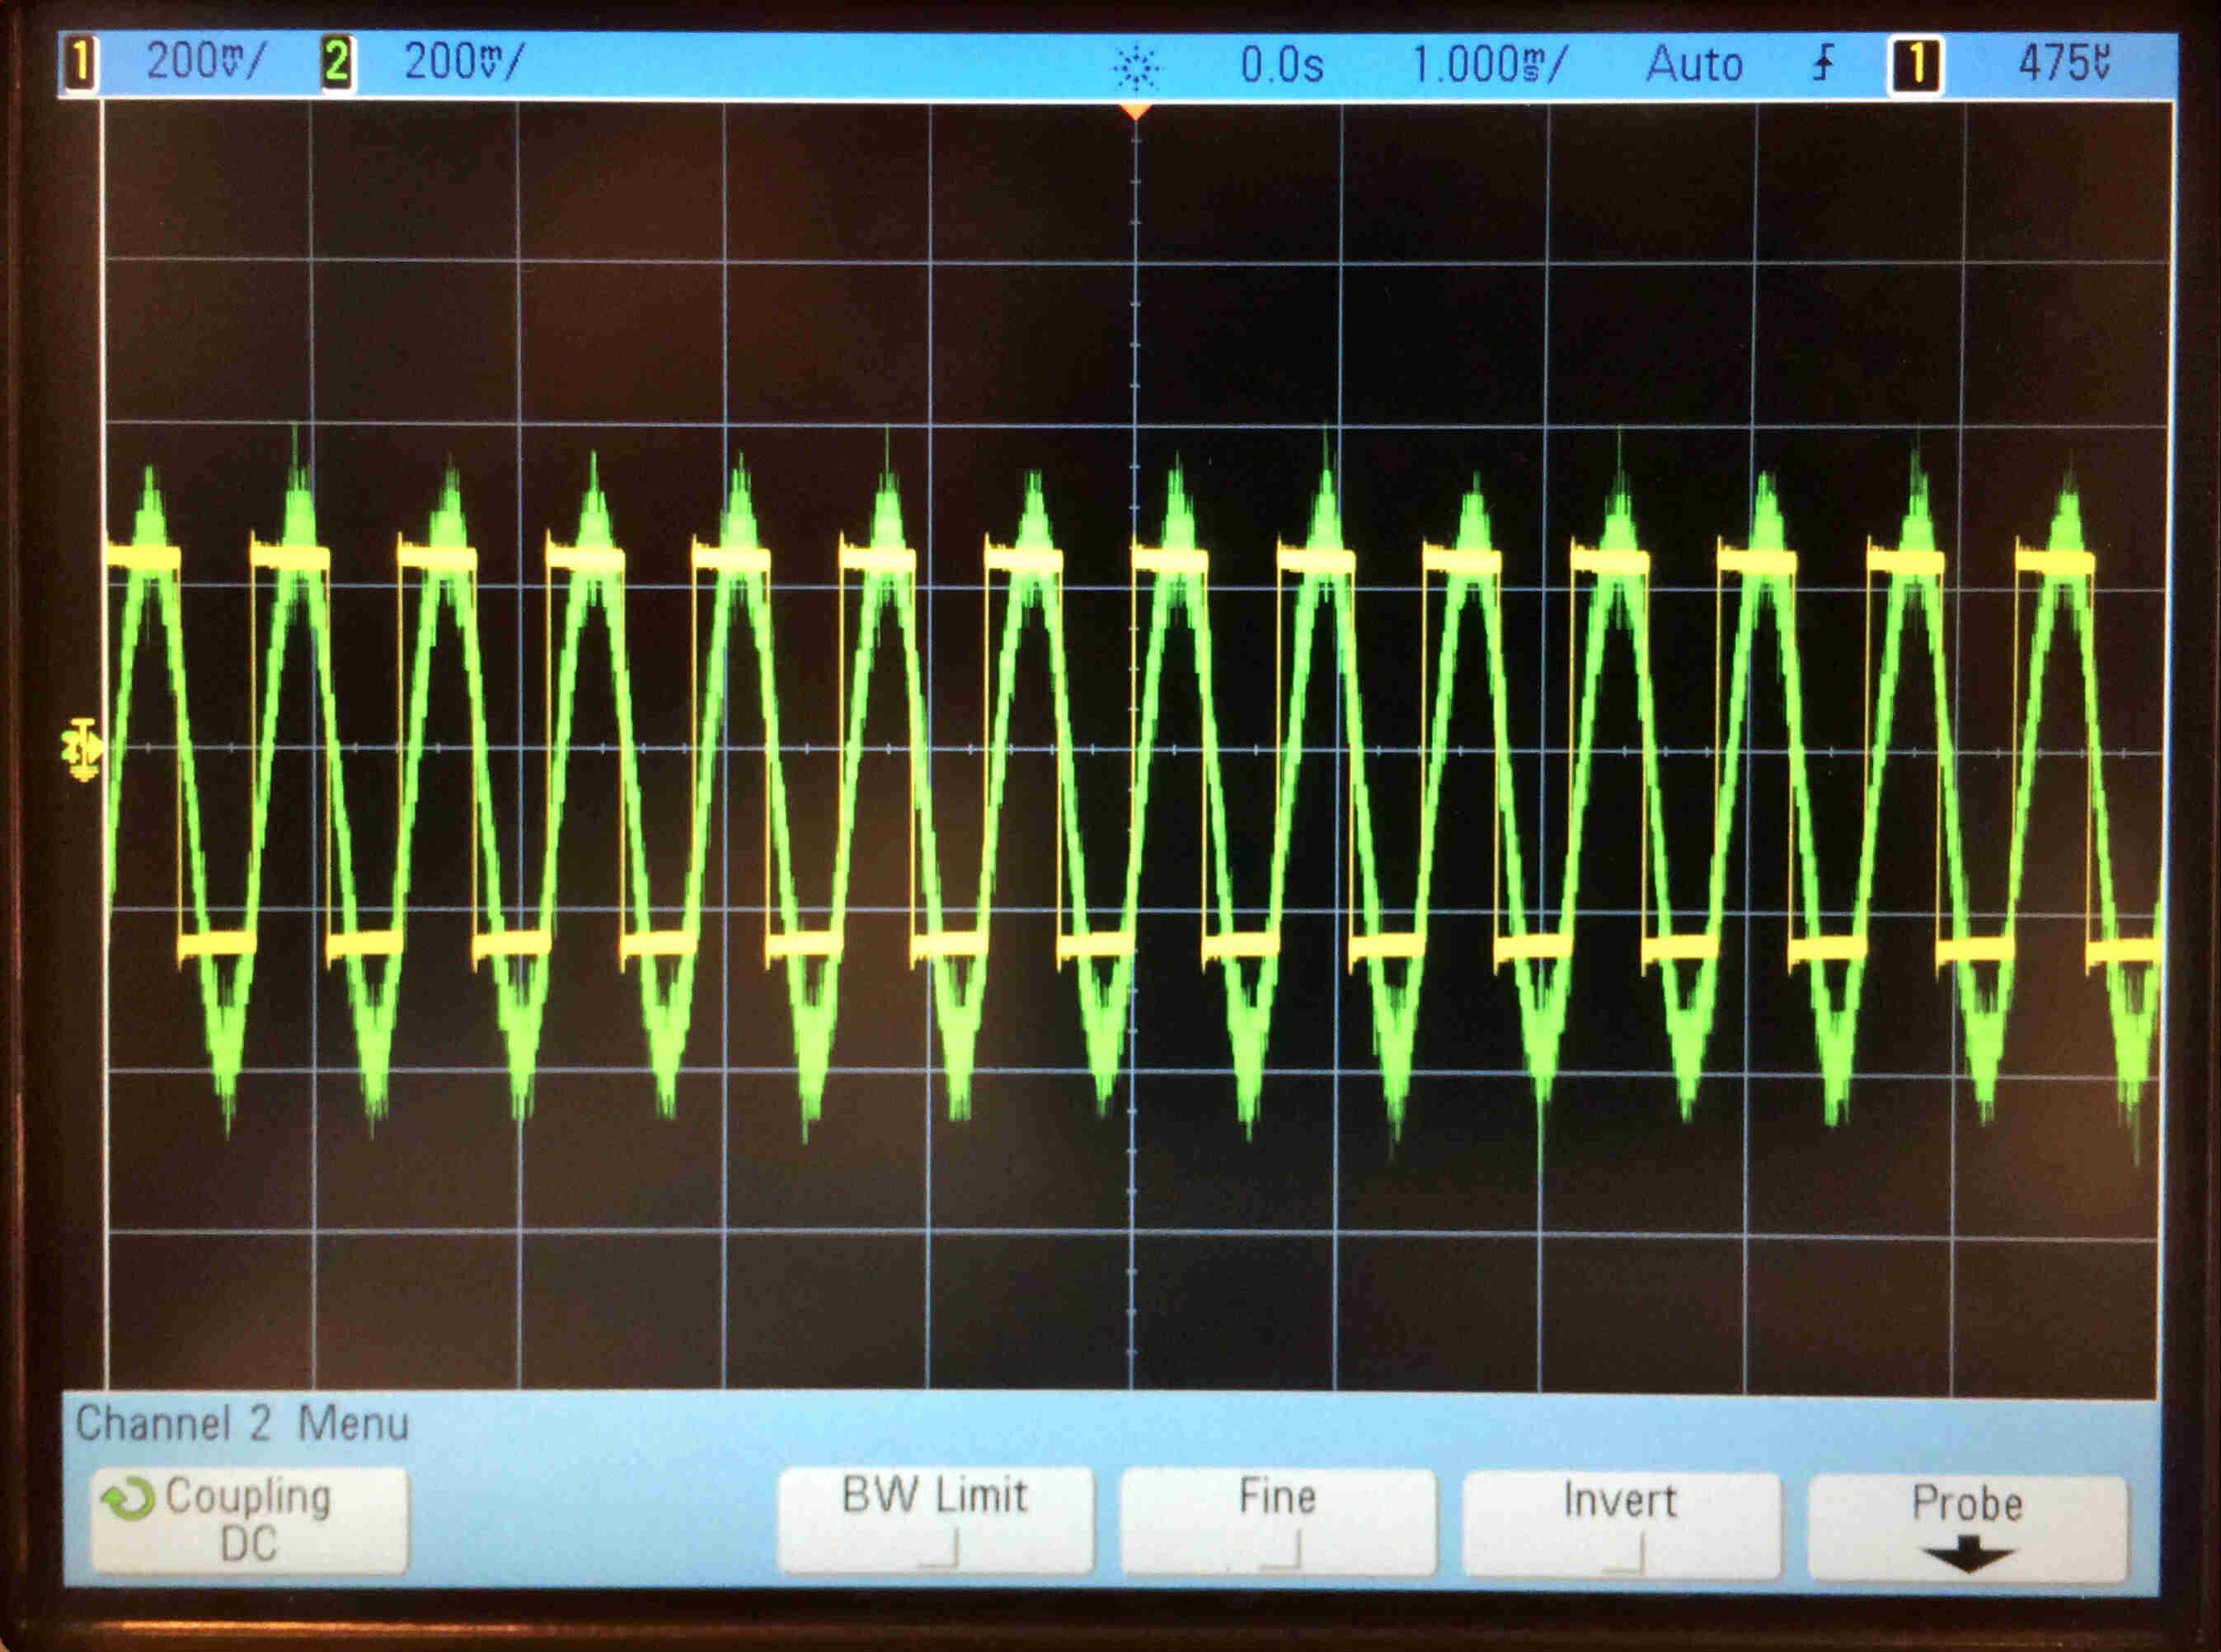 1 200mV/ 2 200mV/ 0.0s 1.000ms/ Auto 1 475µV
Channel 2 Menu
Coupling BW Limit Fine Invert Probe
DC